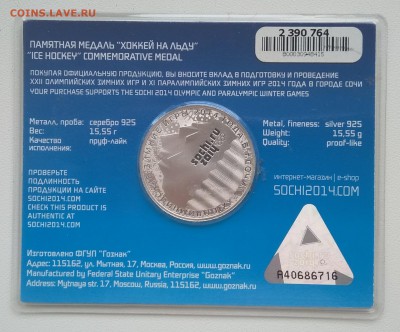 COINS.LAVE.RU
2 390 764
ПАМЯТНАЯ МЕДАЛЬ "ХОККЕЙ НА ЛЬДУ"
"ICE HOCKEY" COMMEMORATIVE MEDAL
ПОКУПАЯ ОФИЦИАЛЬНУЮ ПРОДУКЦИЮ, ВЫ ВНОСИТЕ ВКЛАД В ПОДГОТОВКУ И ПРОВЕДЕНИЕ
XXII ОЛИМПИЙСКИХ ЗИМНИХ ИГР И XI ПАРАЛИМПИЙСКИХ ЗИМНИХ ИГР 2014 ГОДА В ГОРОДЕ СОЧИ
YOUR PURCHASE SUPPORTS THE SOCHI 2014 OLYMPIC AND PARALYMPIC WINTER GAMES
Металл, проба: серебро 925
Вес: 15,55 г
Качество исполнения: пруф-лайк
Metal, fineness: silver 925
Weight: 15,55 g
Quality: proof-like
sochi.ru
2014
ПРОВЕРЬТЕ
ПОДЛИННОСТЬ
ПРОДУКЦИИ НА САЙТЕ
SOCHI2014.COM
CHECK THIS PRODUCT IS
AUTHENTIC AT
SOCHI2014.COM
ИНТЕРНЕТ-МАГАЗИН | E-SHOP
SOCHI2014.COM
Изготовлено ФГУП "Гознак"
Адрес: 115162, ул. Мытная, 17, Москва, Россия, www.goznak.ru
Manufactured by Federal State Unitary Enterprise "Goznak"
Address: Mytnaya str, 17, Moscow, Russia, 115162, www.goznak.ru
A40686716